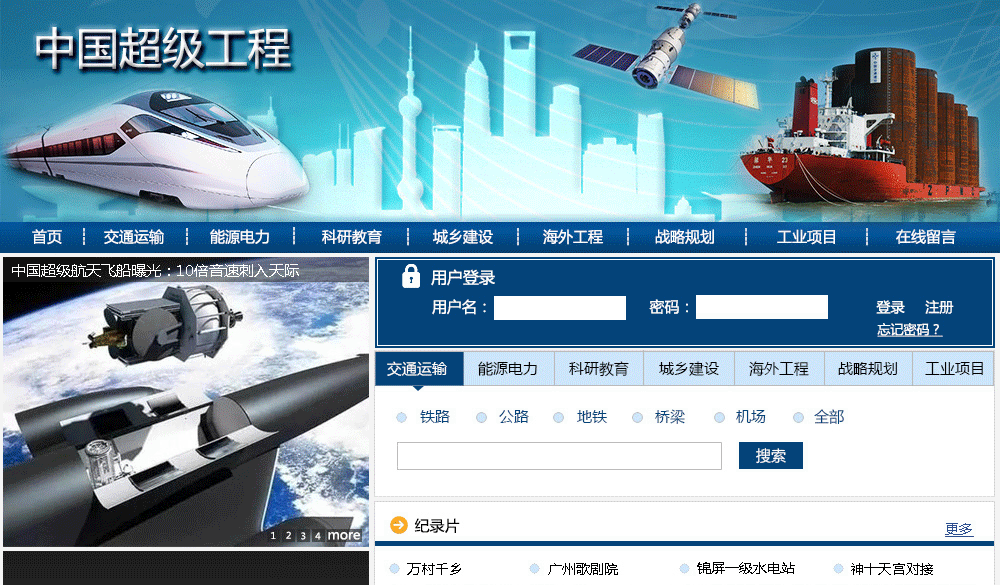 中国超级工程
首页 交通运输 能源电力 科研教育 城乡建设 海外工程 战略规划 工业项目 在线留言
中国超级航天飞船曝光：10倍音速刺入天际
1 2 3 4 more
用户登录
用户名： 密码： 登录 注册
忘记密码？
交通运输 能源电力 科研教育 城乡建设 海外工程 战略规划 工业项目
铁路 公路 地铁 桥梁 机场 全部
搜索
纪录片 更多
万村千乡 广州歌剧院 锦屏一级水电站 神十天宫对接